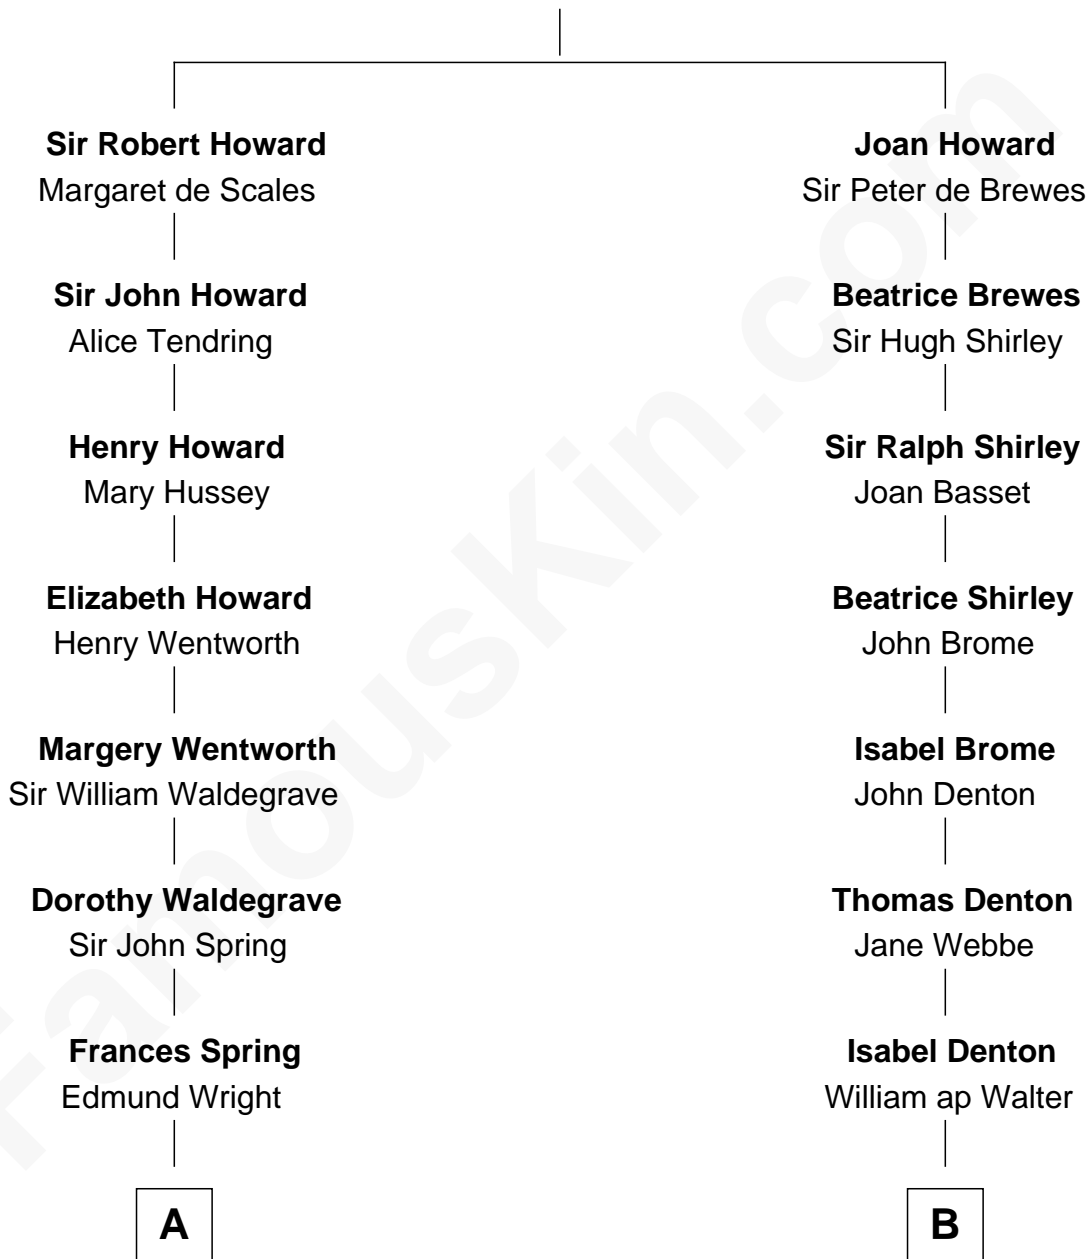 Sir Robert Howard
Margaret de Scales
Sir John Howard
Alice Tendring
Henry Howard
Mary Hussey
Elizabeth Howard
Henry Wentworth
Margery Wentworth
Sir William Waldegrave
Dorothy Waldegrave
Sir John Spring
Frances Spring
Edmund Wright
A
Joan Howard
Sir Peter de Brewes
Beatrice Brewes
Sir Hugh Shirley
Sir Ralph Shirley
Joan Basset
Beatrice Shirley
John Brome
Isabel Brome
John Denton
Thomas Denton
Jane Webbe
Isabel Denton
William ap Walter
B
FamousKin.com